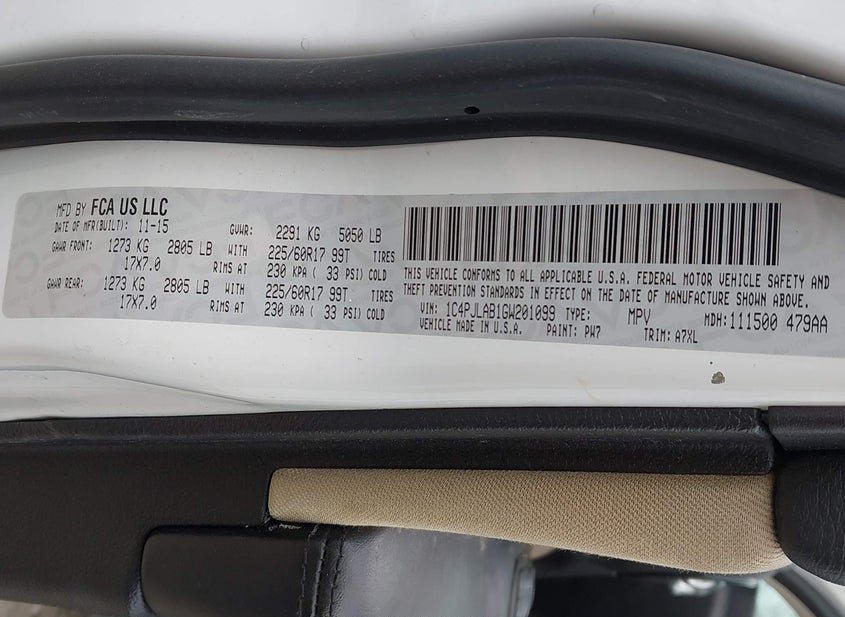 MFD BY FCA US LLC
DATE OF MFR(BUILT): 11-15 GVWR: 2291 KG 5050 LB
GAWR FRONT: 1273 KG 2805 LB WITH 225/60R17 99T TIRES
17X7.0 RIMS AT 230 KPA ( 33 PSI) COLD
GAWR REAR: 1273 KG 2805 LB WITH 225/60R17 99T TIRES
17X7.0 RIMS AT 230 KPA ( 33 PSI) COLD
THIS VEHICLE CONFORMS TO ALL APPLICABLE U.S.A. FEDERAL MOTOR VEHICLE SAFETY AND
THEFT PREVENTION STANDARDS IN EFFECT ON THE DATE OF MANUFACTURE SHOWN ABOVE.
VIN: 1C4PJLAB1GW201099 TYPE: MPV MDH:111500 479AA
VEHICLE MADE IN U.S.A. PAINT: PW7 TRIM: A7XL